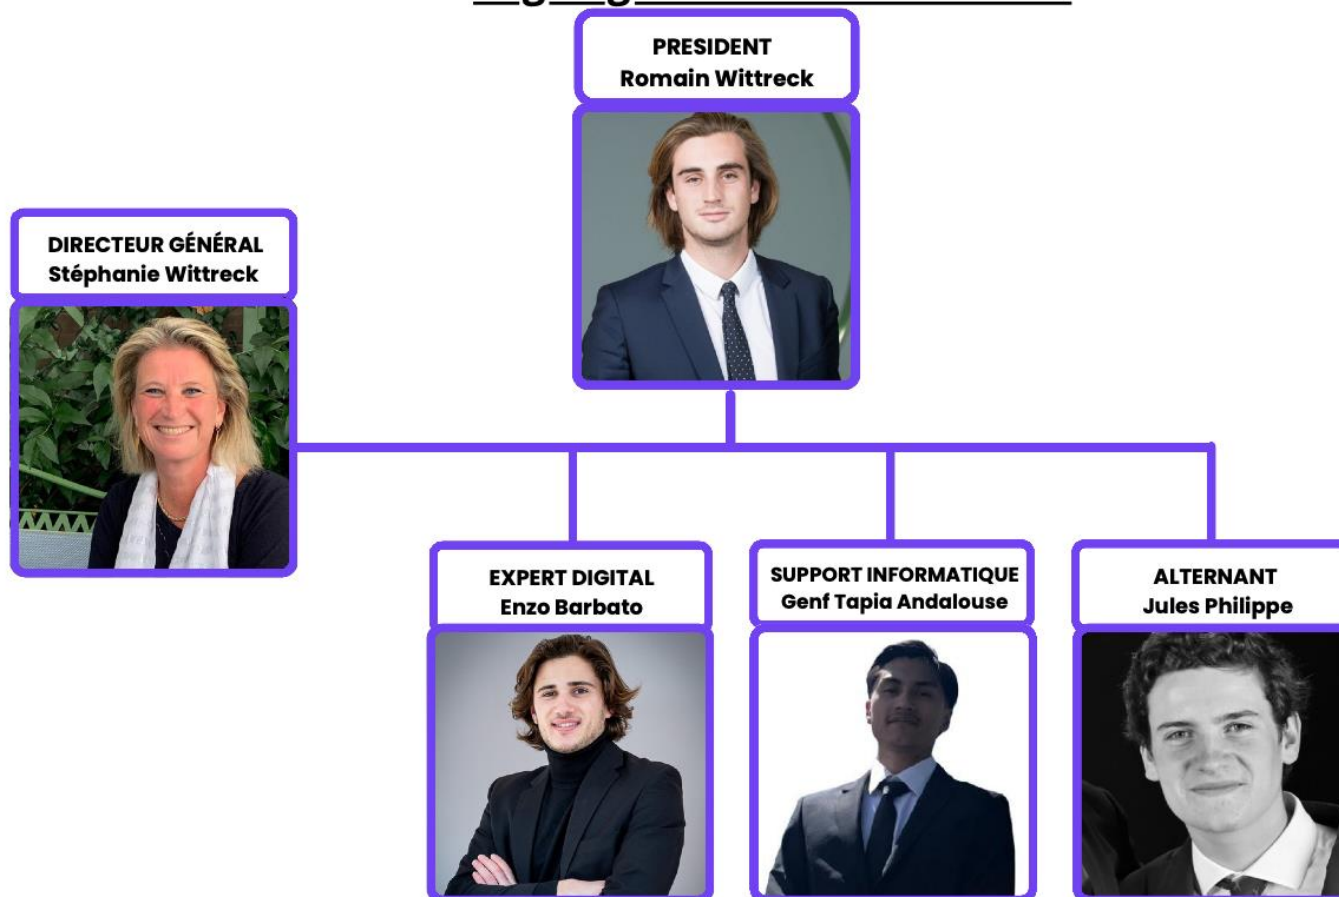 PRESIDENT
Romain Wittreck
DIRECTEUR GÉNÉRAL
Stéphanie Wittreck
EXPERT DIGITAL
Enzo Barbato
SUPPORT INFORMATIQUE
Genf Tapia Andalouse
ALTERNANT
Jules Philippe